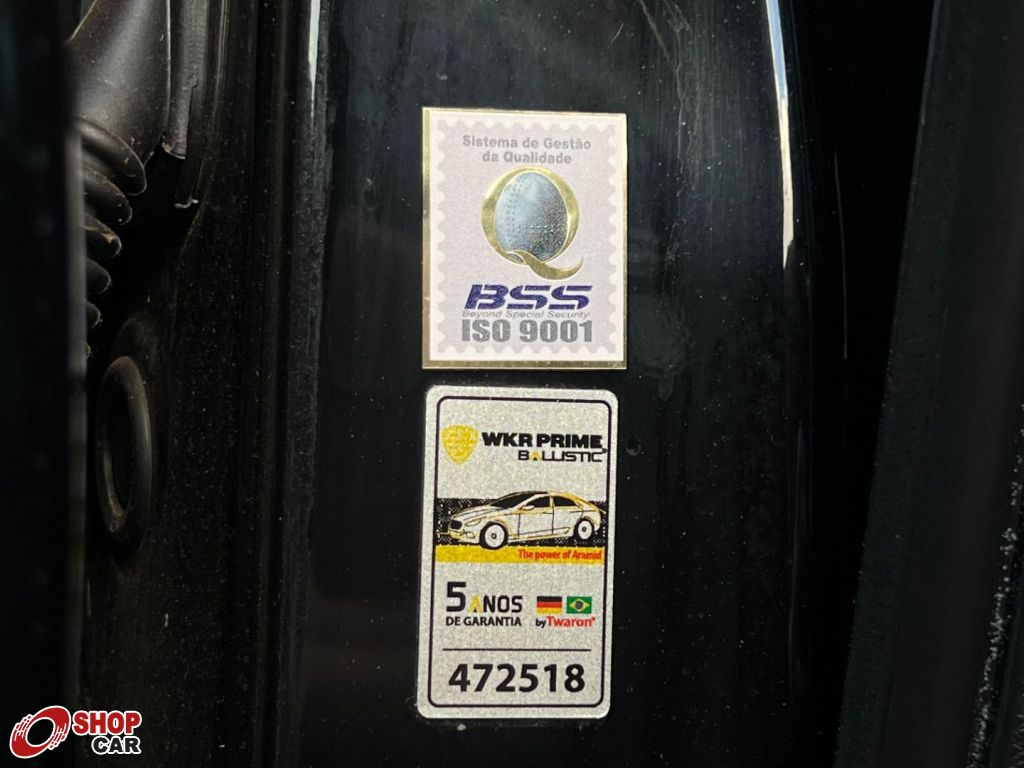 Sistema de Gestão
da Qualidade
BSS
Beyond Special Security
ISO 9001
WKR PRIME
BALLISTIC
The power of Aramid
5 ANOS
DE GARANTIA
by Twaron®
472518
SHOP
CAR